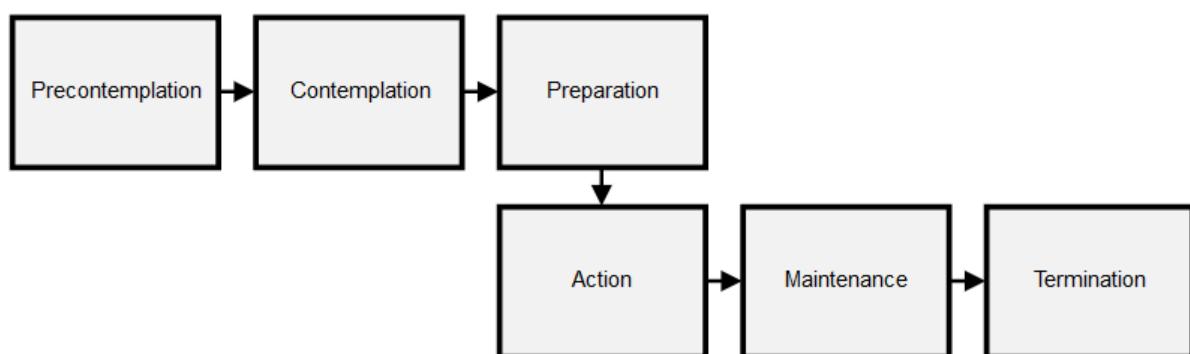 Precontemplation
Contemplation
Preparation
Action
Maintenance
Termination